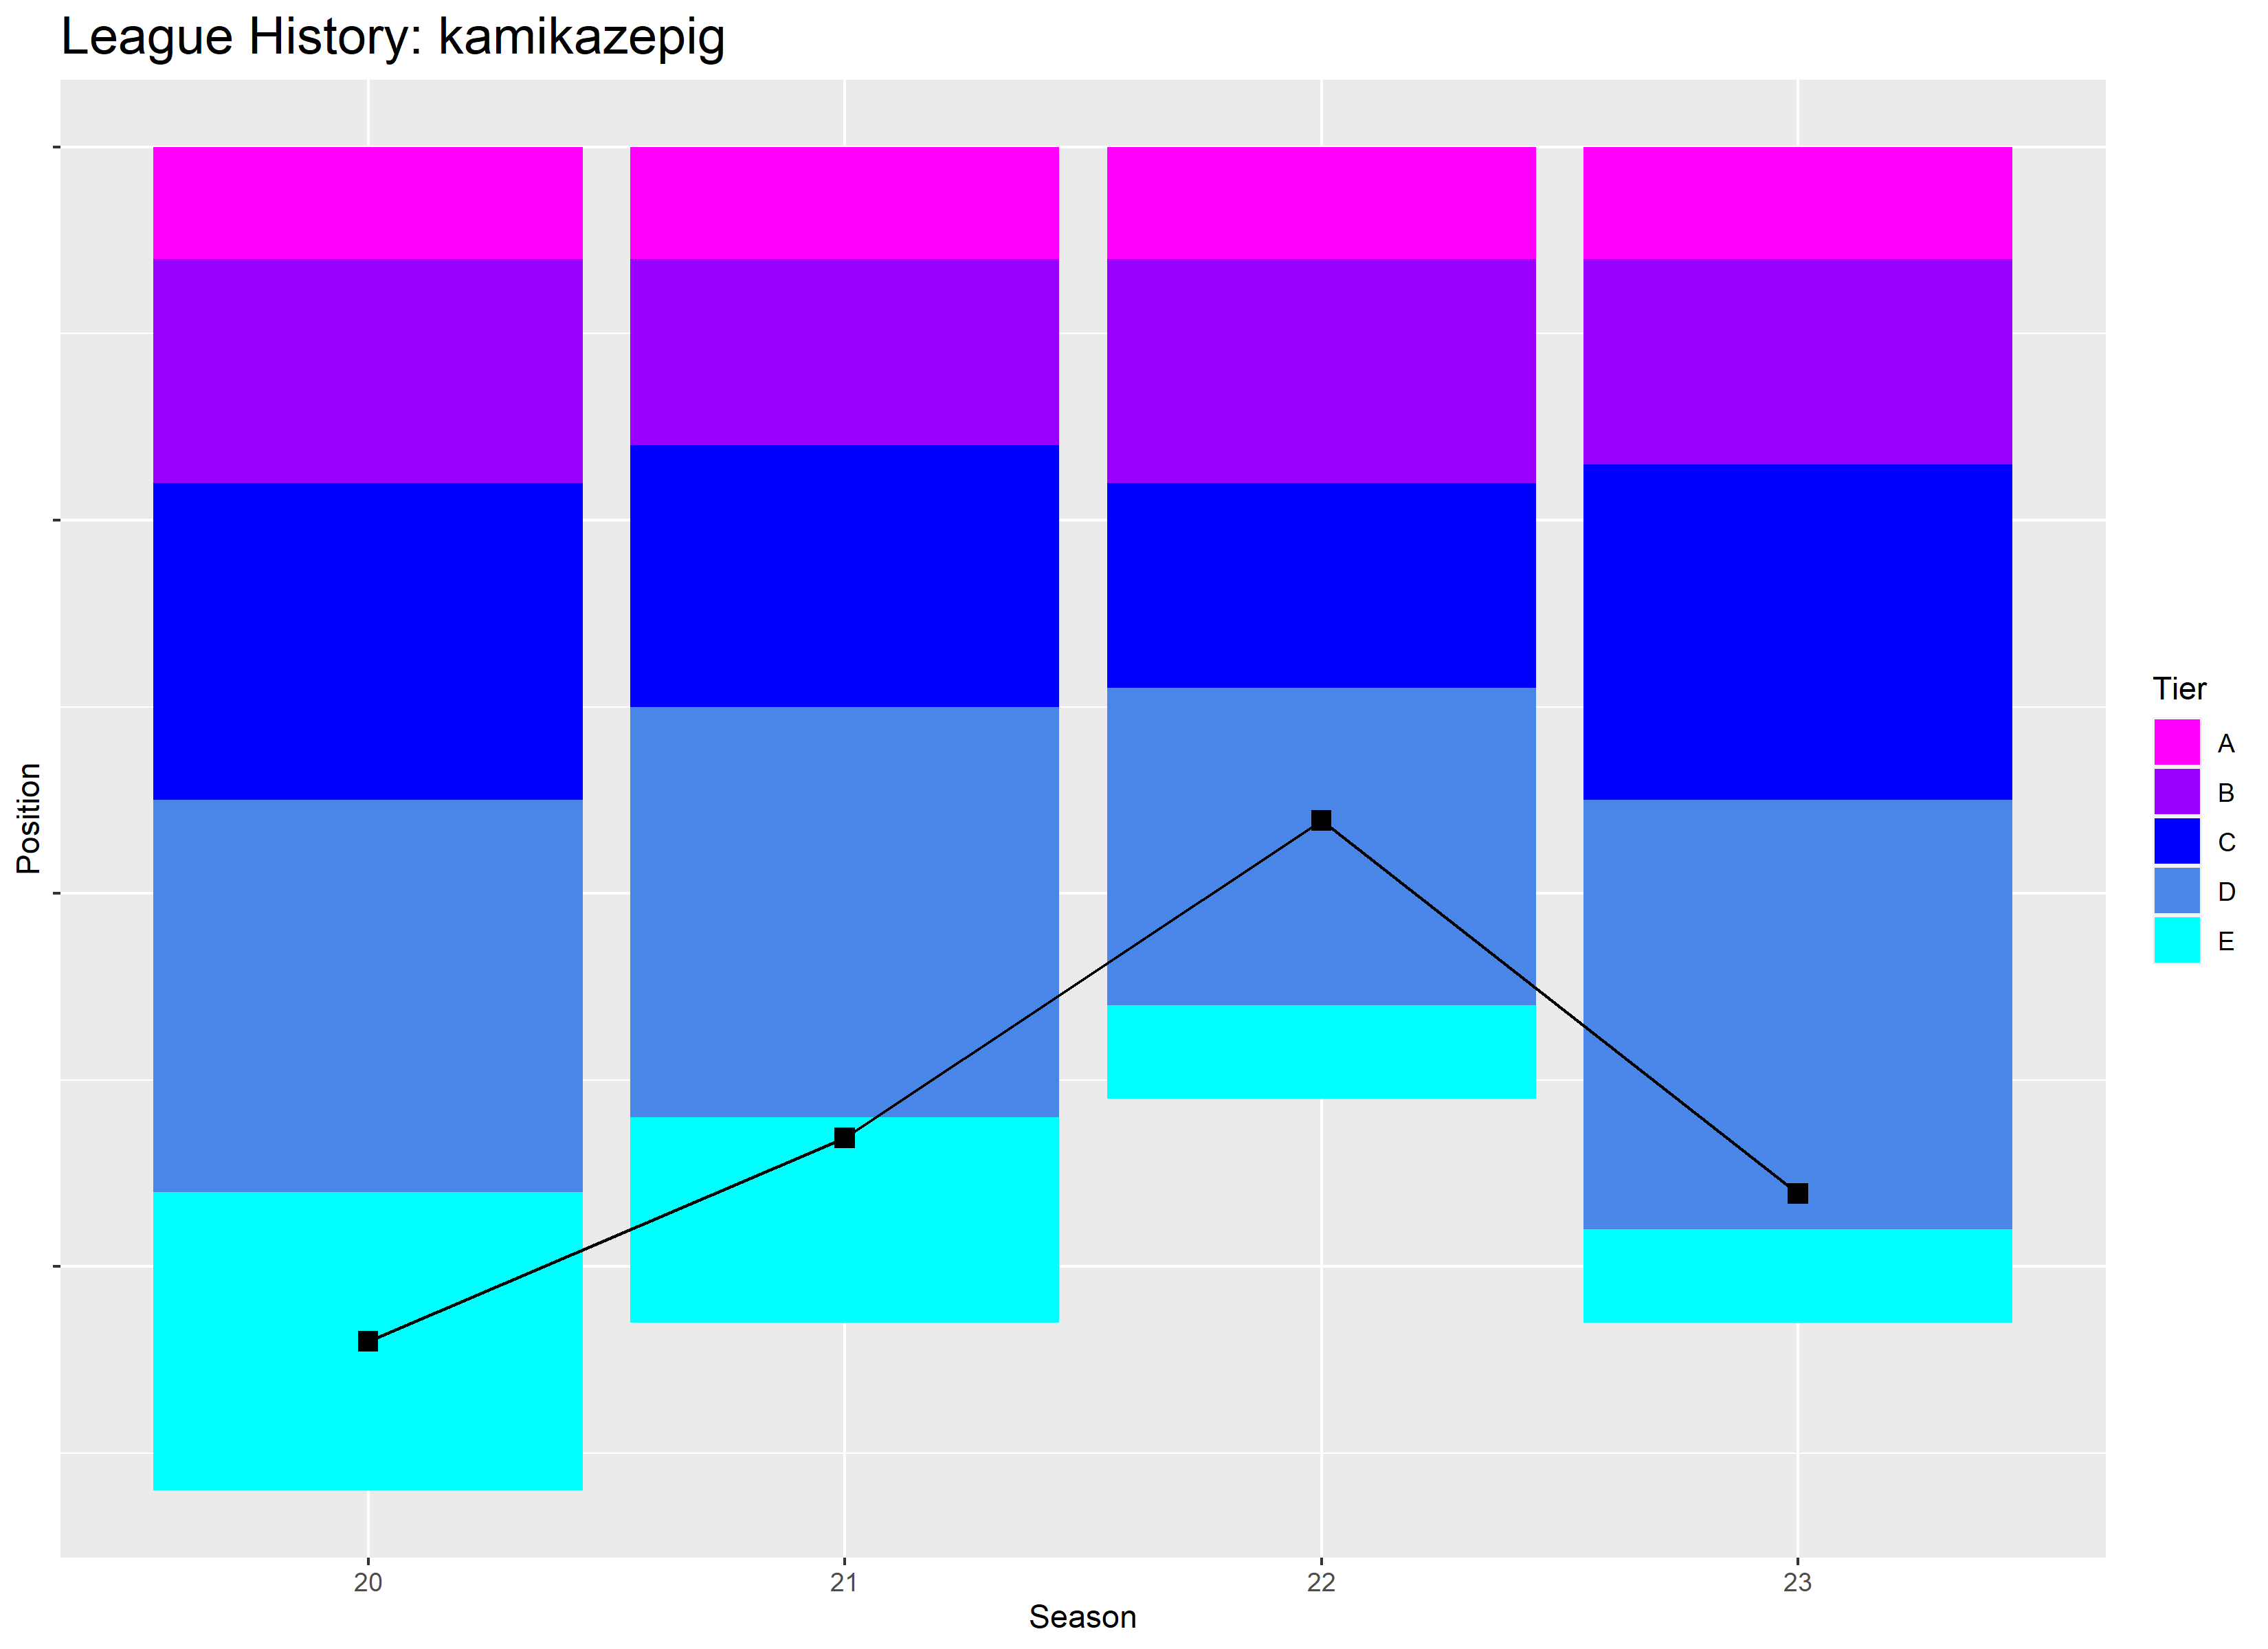 League History: kamikazepig
Position
Tier
A
B
C
D
E
20
21
22
23
Season